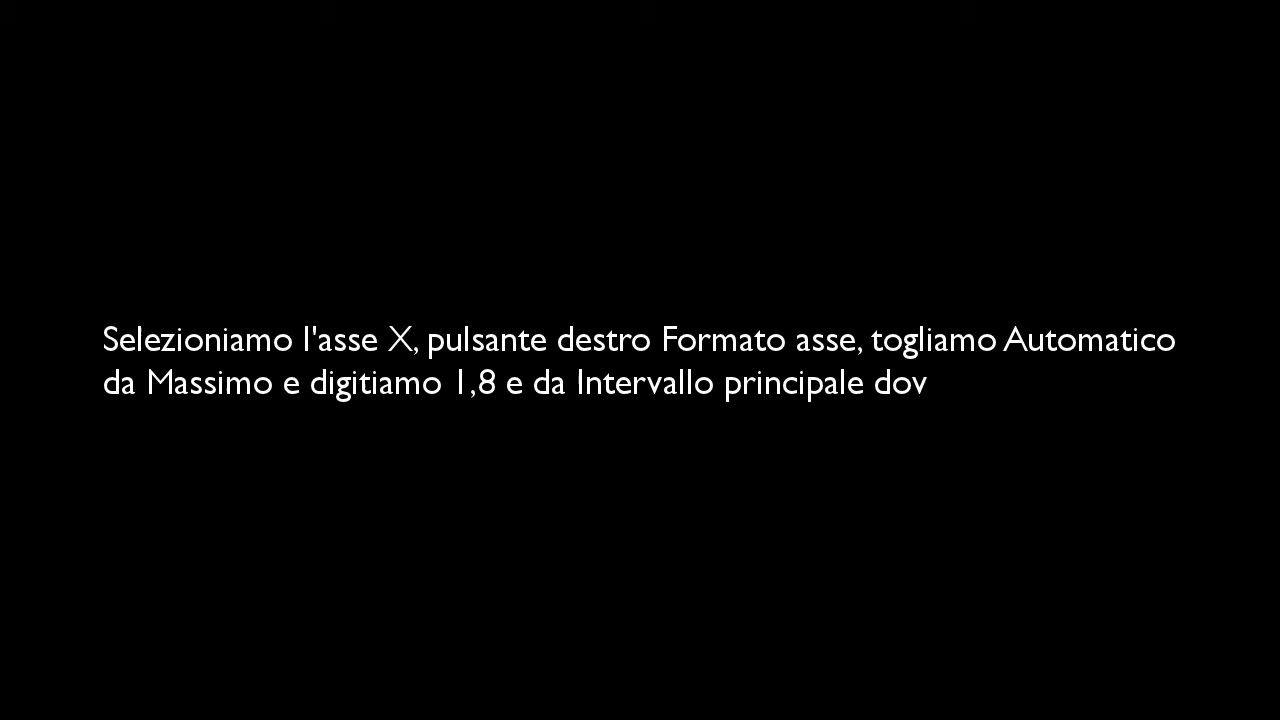 Selezioniamo l'asse X, pulsante destro Formato asse, togliamo Automatico
da Massimo e digitiamo 1,8 e da Intervallo principale dov